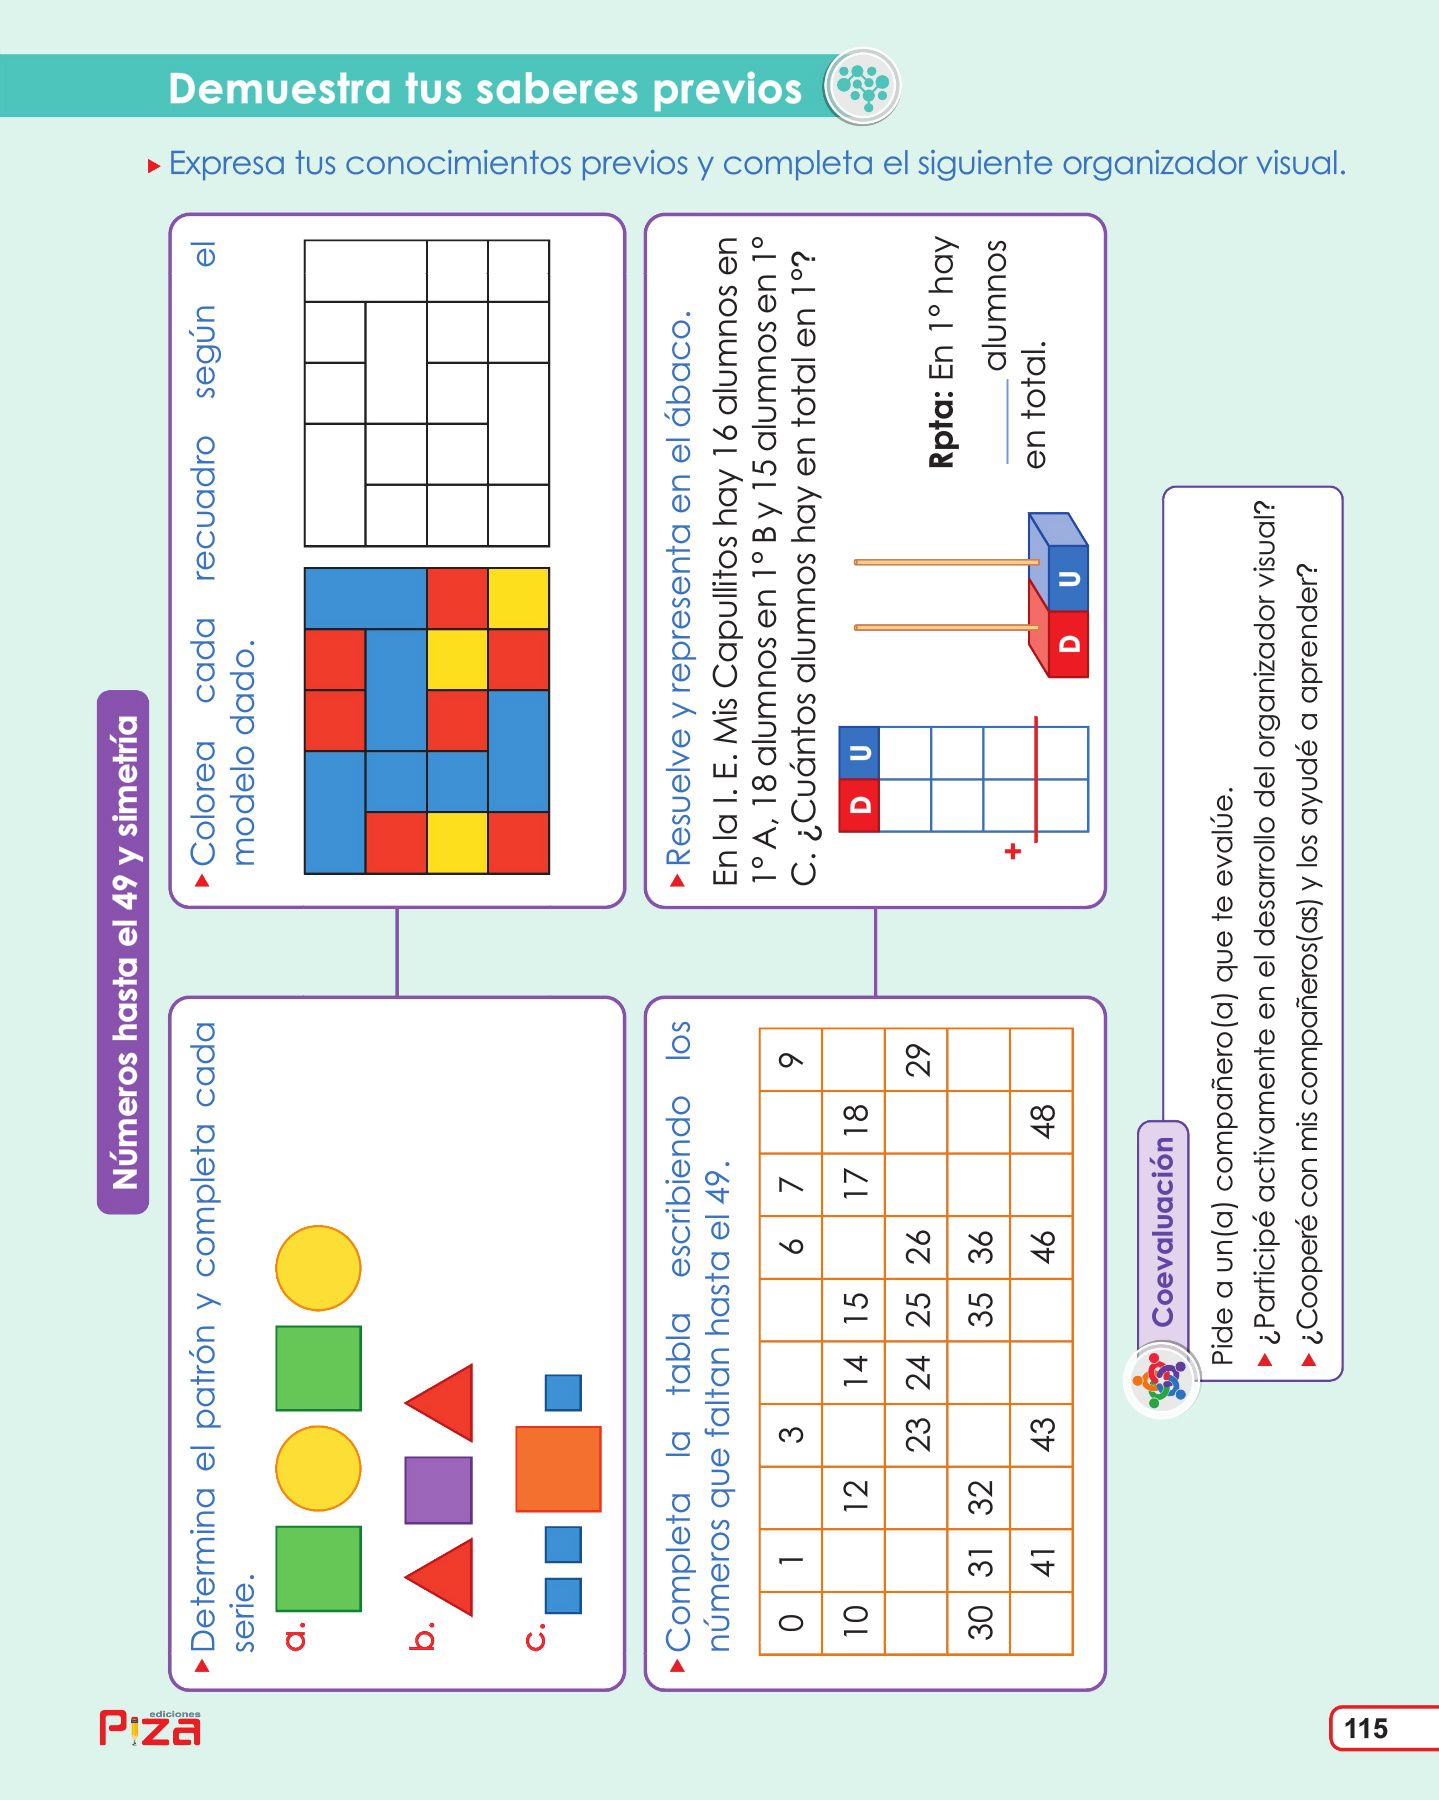 Demuestra tus saberes previos
Expresa tus conocimientos previos y completa el siguiente organizador visual.
Números hasta el 49 y simetría
Determina el patrón y completa cada
serie.
a.
b.
c.
Colorea cada recuadro según el
modelo dado.
Completa la tabla escribiendo los
números que faltan hasta el 49.
0 1 3 6 7 9
10 12 14 15 17 18
23 24 25 26 29
30 31 32 35 36
41 43 46 48
Resuelve y representa en el ábaco.
En la I. E. Mis Capullitos hay 16 alumnos en
1° A, 18 alumnos en 1° B y 15 alumnos en 1°
C. ¿Cuántos alumnos hay en total en 1°?
D U
+
D U
Rpta: En 1° hay
____ alumnos
en total.
Coevaluación
Pide a un(a) compañero(a) que te evalúe.
¿Participé activamente en el desarrollo del organizador visual?
¿Cooperé con mis compañeros(as) y los ayudé a aprender?
ediciones
Piza
115